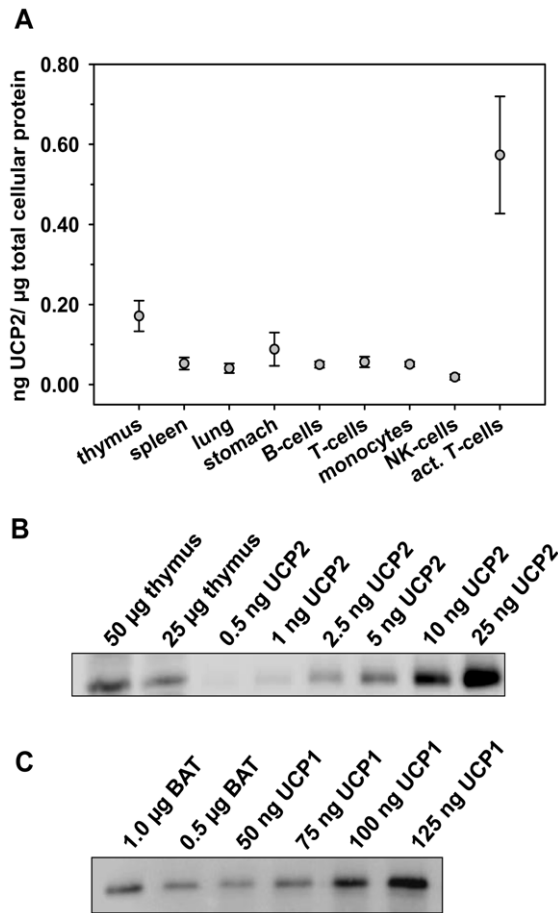 A
ng UCP2/ µg total cellular protein
0.80
0.60
0.40
0.20
0.00
thymus
spleen
lung
stomach
B-cells
T-cells
monocytes
NK-cells
act. T-cells
B
50 µg thymus
25 µg thymus
0.5 ng UCP2
1 ng UCP2
2.5 ng UCP2
5 ng UCP2
10 ng UCP2
25 ng UCP2
C
1.0 µg BAT
0.5 µg BAT
50 ng UCP1
75 ng UCP1
100 ng UCP1
125 ng UCP1